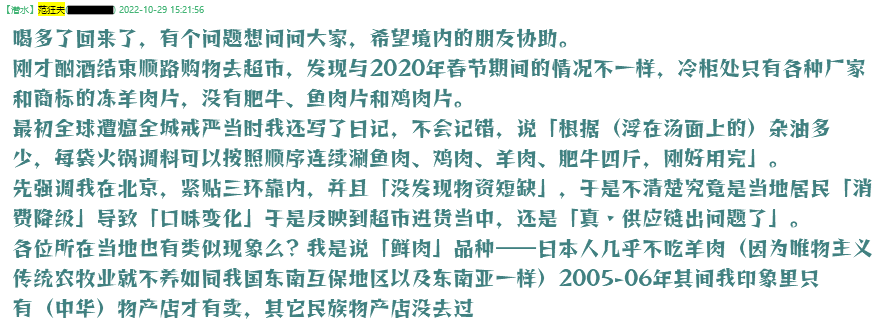 【潜水】范狂夫( ) 2022-10-29 15:21:56
喝多了回来了，有个问题想问问大家，希望境内的朋友协助。
刚才酗酒结束顺路购物去超市，发现与2020年春节期间的情况不一样，冷柜处只有各种厂家
和商标的冻羊肉片，没有肥牛、鱼肉片和鸡肉片。
最初全球遭瘟全城戒严当时我还写了日记，不会记错，说「根据（浮在汤面上的）杂油多
少，每袋火锅调料可以按照顺序连续涮鱼肉、鸡肉、羊肉、肥牛四斤，刚好用完」。
先强调我在北京，紧贴三环靠内，并且「没发现物资短缺」，于是不清楚究竟是当地居民「消
费降级」导致「口味变化」于是反映到超市进货当中，还是「真·供应链出问题了」。
各位所在当地也有类似现象么？我是说「鲜肉」品种——日本人几乎不吃羊肉（因为唯物主义
传统农牧业就不养如同我国东南互保地区以及东南亚一样）2005-06年其间我印象里只
有（中华）物产店才有卖，其它民族物产店没去过